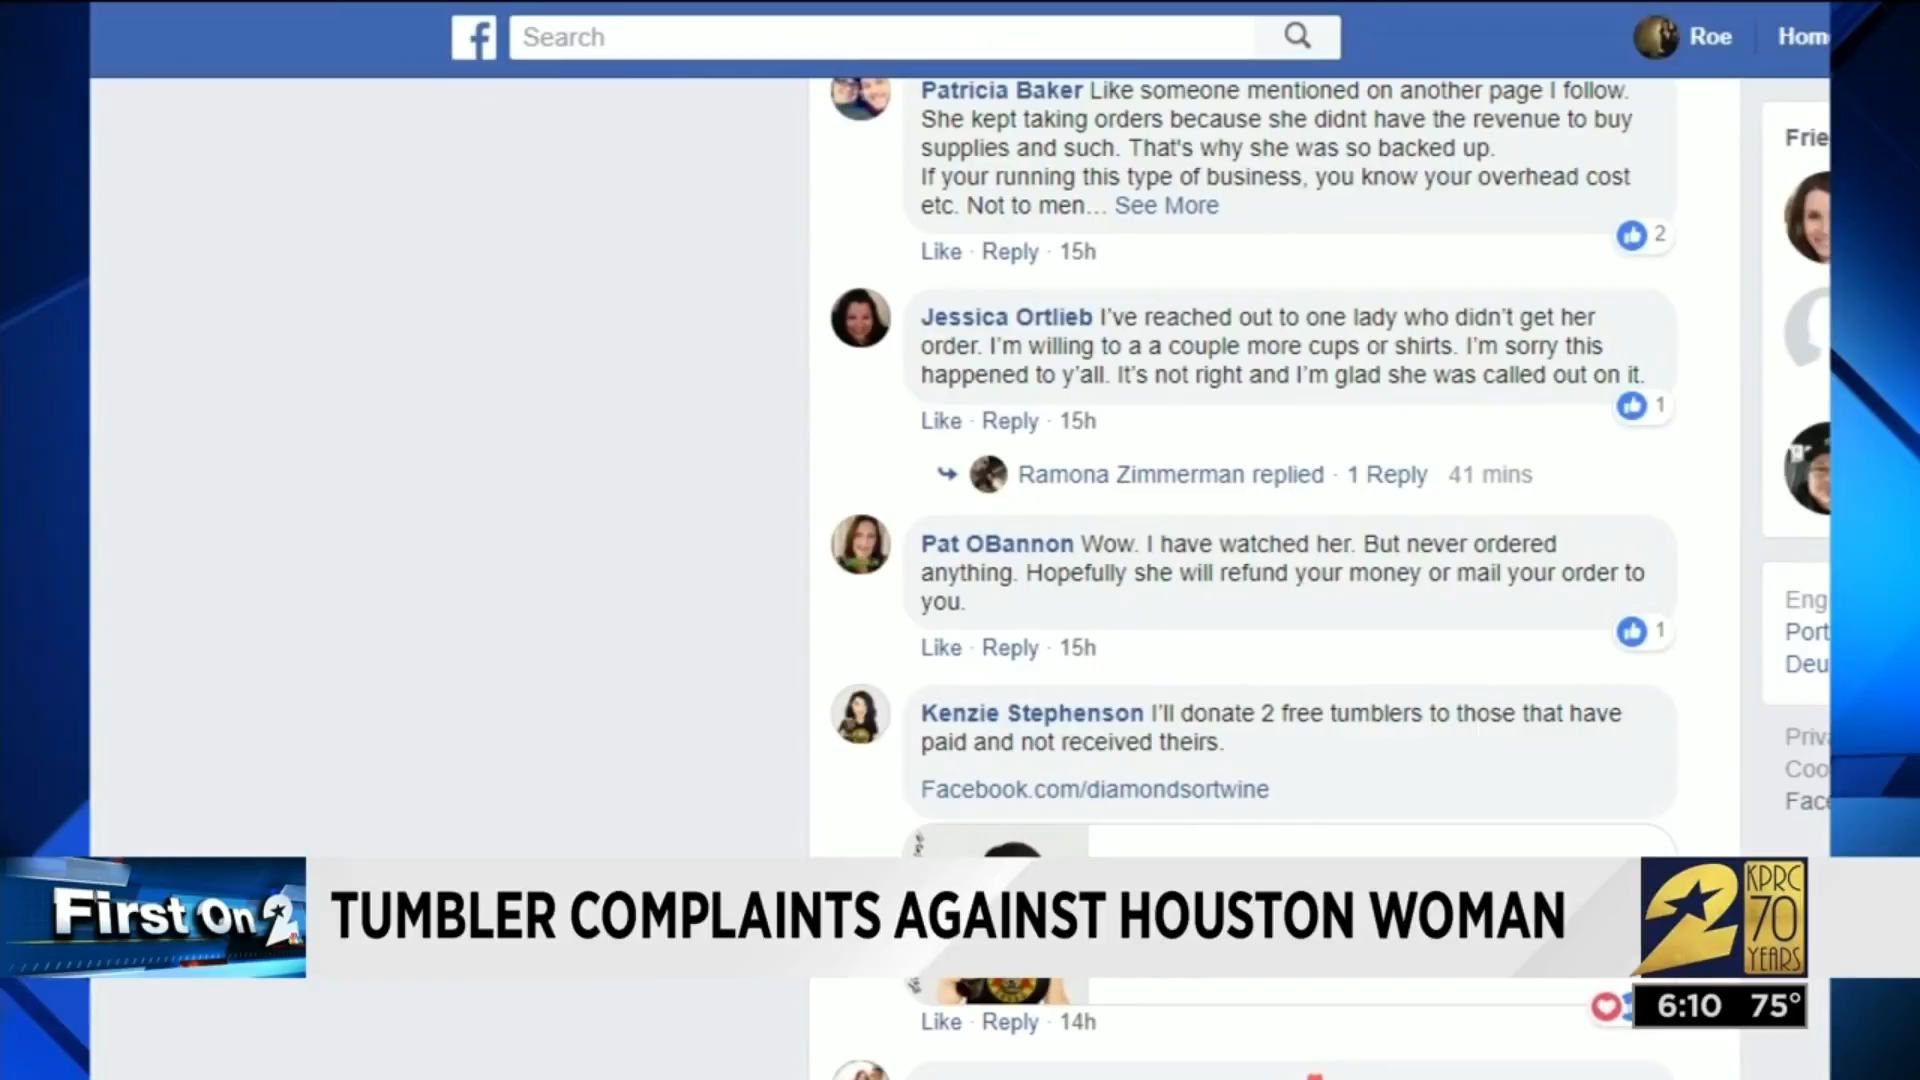 Search
Roe
Hom
Patricia Baker Like someone mentioned on another page I follow.
She kept taking orders because she didnt have the revenue to buy
supplies and such. That's why she was so backed up.
If your running this type of business, you know your overhead cost
etc. Not to men... See More
2
Like · Reply · 15h
Jessica Ortlieb I've reached out to one lady who didn't get her
order. I'm willing to a a couple more cups or shirts. I'm sorry this
happened to y'all. It's not right and I'm glad she was called out on it.
1
Like · Reply · 15h
Ramona Zimmerman replied · 1 Reply 41 mins
Pat OBannon Wow. I have watched her. But never ordered
anything. Hopefully she will refund your money or mail your order to
you.
1
Like · Reply · 15h
Kenzie Stephenson I'll donate 2 free tumblers to those that have
paid and not received theirs.
Facebook.com/diamondsortwine
Like · Reply · 14h
Frie
Eng
Port
Deu
Priva
Coo
Face
First On 2
TUMBLER COMPLAINTS AGAINST HOUSTON WOMAN
2
KPRC
70
YEARS
6:10 75°